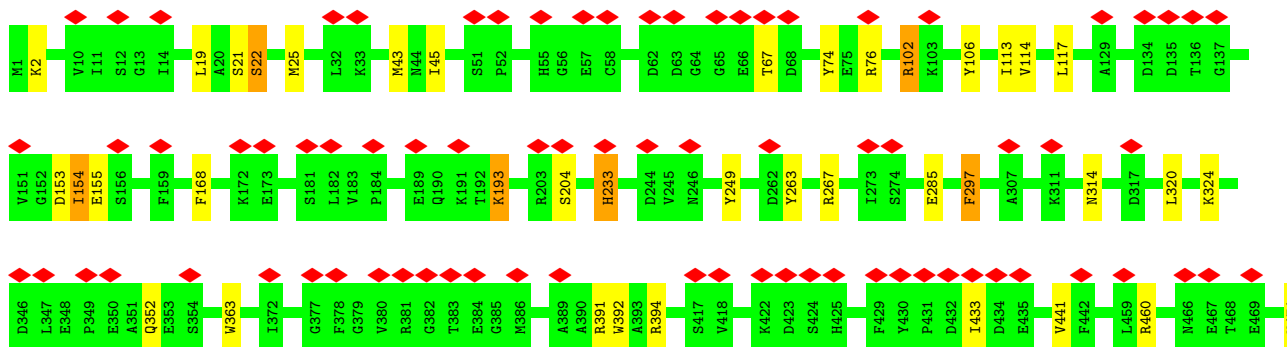 M1 K2 V10 I11 S12 G13 I14 L19 A20 S21 S22 M25 L32 K33 M43 N44 I45 S51 P52 H55 G56 E57 C58 D62 D63 G64 G65 E66 T67 D68 Y74 E75 R76 R102 K103 Y106 I113 V114 L117 A129 D134 D135 T136 G137
V151 G152 D153 I154 E155 S156 F159 F168 K172 E173 S181 L182 V183 P184 E189 Q190 K191 T192 K193 R203 S204 H233 D244 V245 N246 Y249 D262 Y263 R267 I273 S274 E285 F297 A307 K311 N314 D317 L320 K324
D346 L347 E348 P349 E350 A351 Q352 E353 S354 W363 I372 G377 F378 G379 V380 R381 G382 T383 E384 G385 M386 A389 A390 R391 W392 A393 R394 S417 V418 K422 D423 S424 H425 F429 Y430 P431 D432 I433 D434 E435 V441 F442 L459 R460 N466 E467 T468 E469